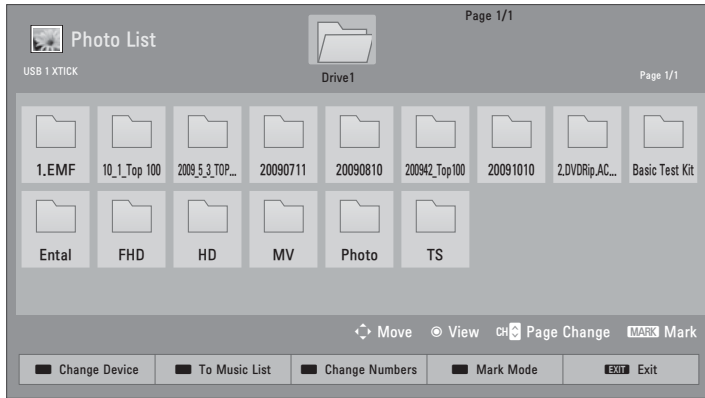 Page 1/1
Photo List
USB 1 XTICK
Drive1
Page 1/1
1.EMF
10_1_Top 100
2009_5_3_TOP...
20090711
20090810
200942_Top100
20091010
2.DVDRip,AC...
Basic Test Kit
Ental
FHD
HD
MV
Photo
TS
Move
View
CH Page Change
MARK Mark
Change Device
To Music List
Change Numbers
Mark Mode
EXIT Exit